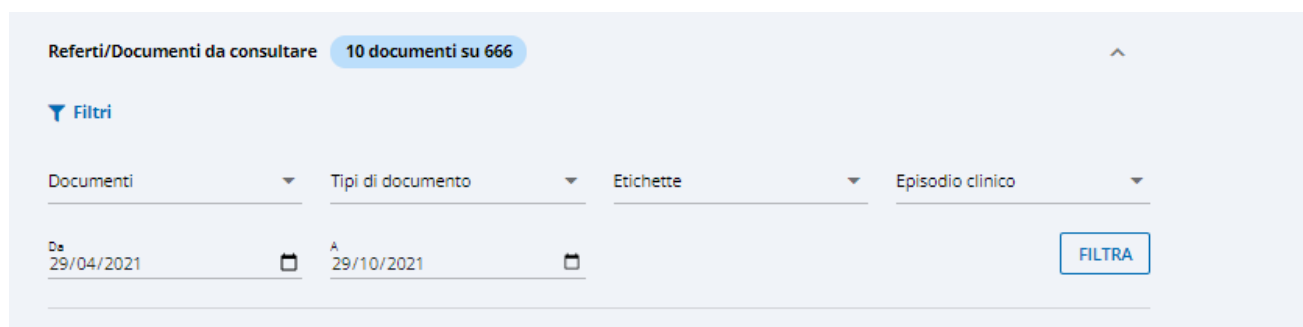 Referti/Documenti da consultare 10 documenti su 666
Filtri
Documenti Tipi di documento Etichette Episodio clinico
Da A
29/04/2021 29/10/2021 FILTRA